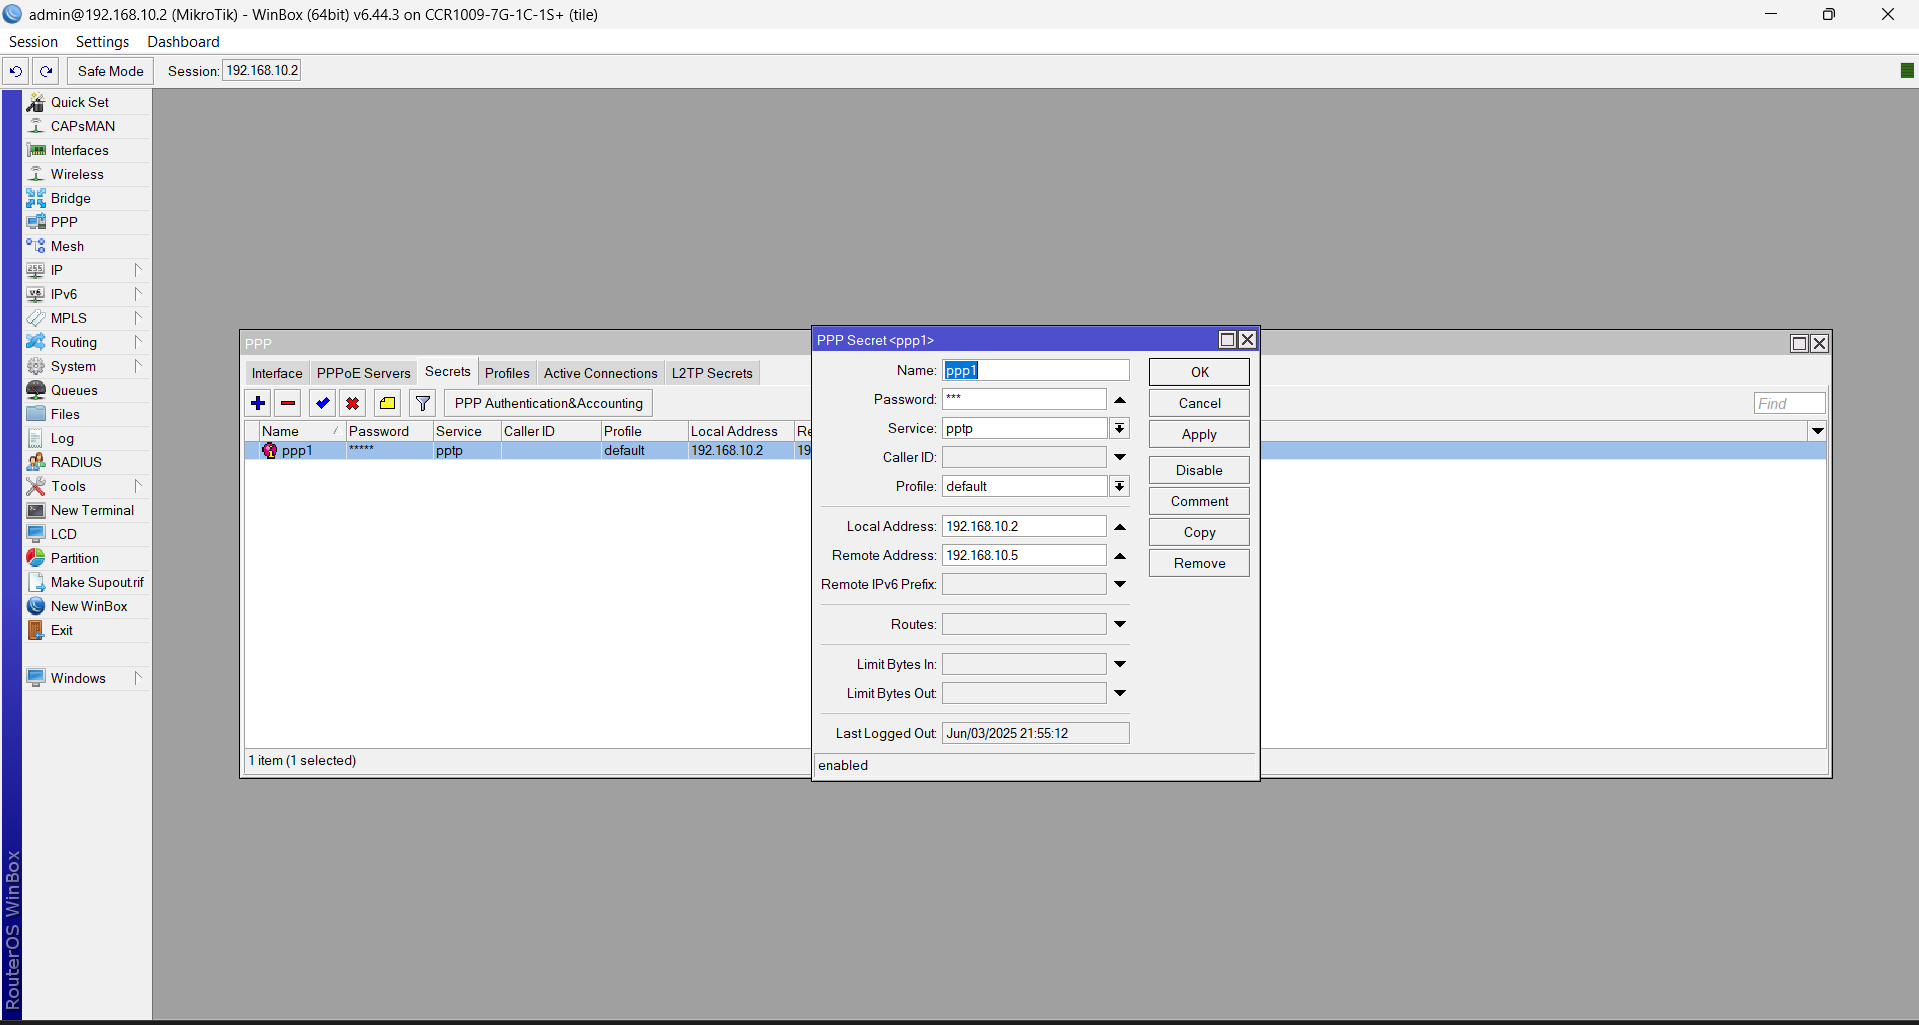 admin@192.168.10.2 (MikroTik) - WinBox (64bit) v6.44.3 on CCR1009-7G-1C-1S+ (tile)
Session Settings Dashboard
Safe Mode Session: 192.168.10.2
Quick Set
CAPsMAN
Interfaces
Wireless
Bridge
PPP
Mesh
IP
IPv6
MPLS
Routing
System
Queues
Files
Log
RADIUS
Tools
New Terminal
LCD
Partition
Make Supout.rif
New WinBox
Exit
Windows
RouterOS WinBox
PPP
Interface PPPoE Servers Secrets Profiles Active Connections L2TP Secrets
PPP Authentication&Accounting
Find
Name / Password Service Caller ID Profile Local Address Re
ppp1 ***** pptp default 192.168.10.2 19
1 item (1 selected)
PPP Secret <ppp1>
Name: ppp1
Password: ***
Service: pptp
Caller ID:
Profile: default
Local Address: 192.168.10.2
Remote Address: 192.168.10.5
Remote IPv6 Prefix:
Routes:
Limit Bytes In:
Limit Bytes Out:
Last Logged Out: Jun/03/2025 21:55:12
enabled
OK
Cancel
Apply
Disable
Comment
Copy
Remove